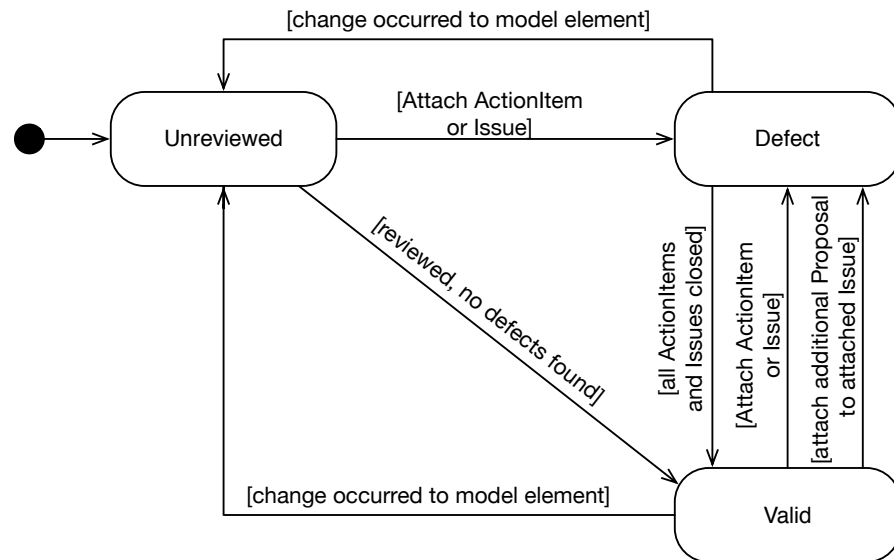 [change occurred to model element]
Unreviewed
[Attach ActionItem
or Issue]
Defect
[reviewed, no defects found]
[all ActionItems
and Issues closed]
[Attach ActionItem
or Issue]
[attach additional Proposal
to attached Issue]
[change occurred to model element]
Valid